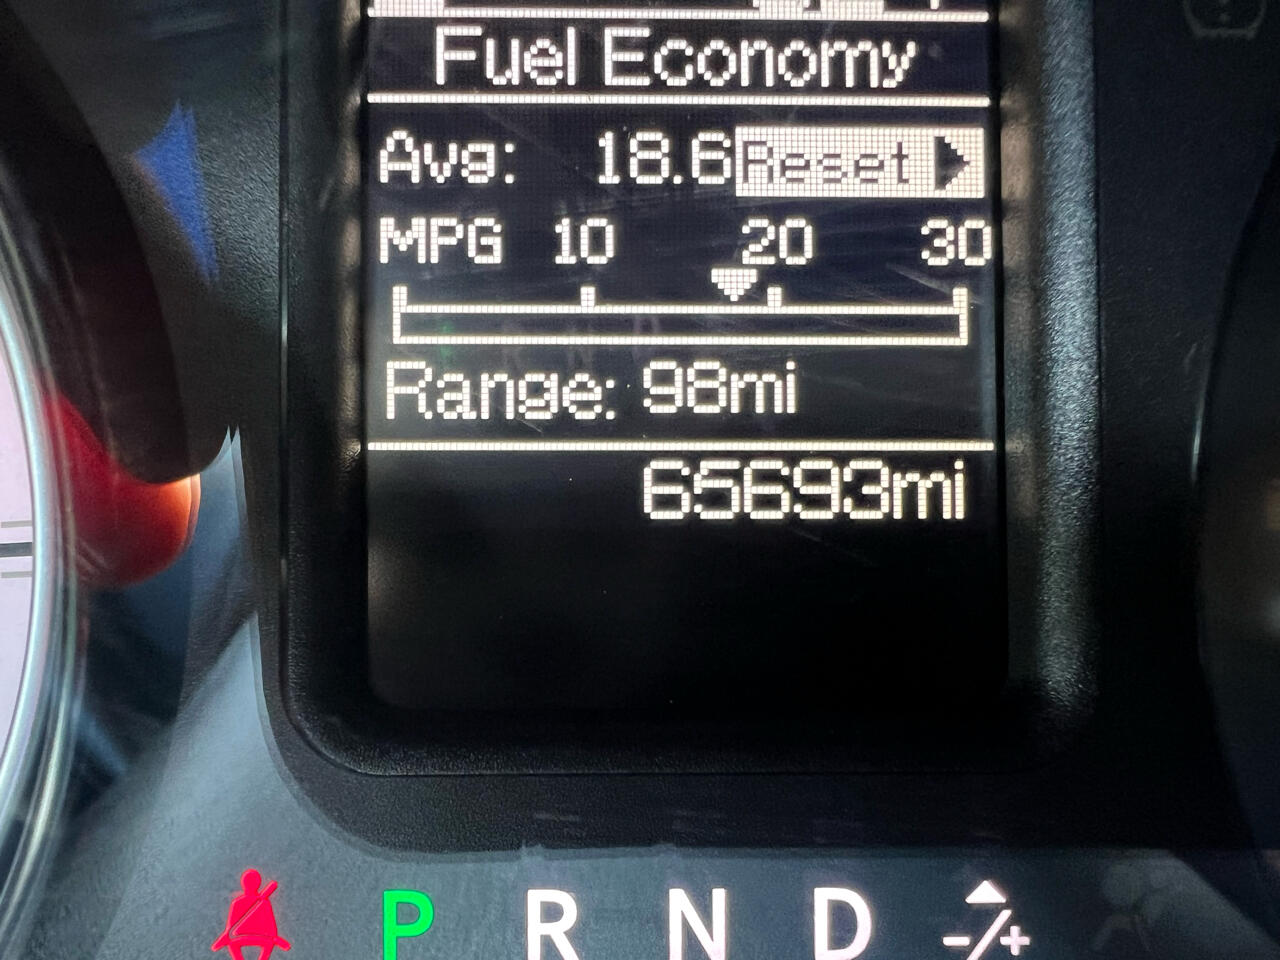 Fuel Economy
Avg: 18.6 Reset
MPG 10 20 30
Range: 98mi
65693mi
P R N D -/+